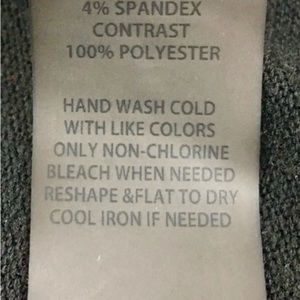 4% SPANDEX
CONTRAST
100% POLYESTER
HAND WASH COLD
WITH LIKE COLORS
ONLY NON-CHLORINE
BLEACH WHEN NEEDED
RESHAPE &FLAT TO DRY
COOL IRON IF NEEDED